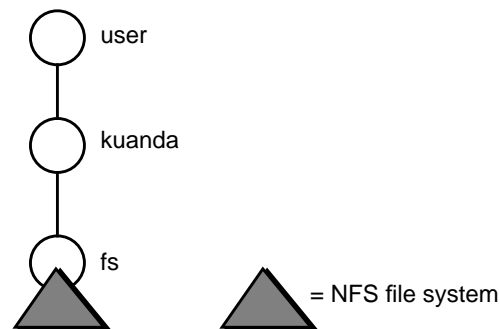 user
kuanda
fs
= NFS file system